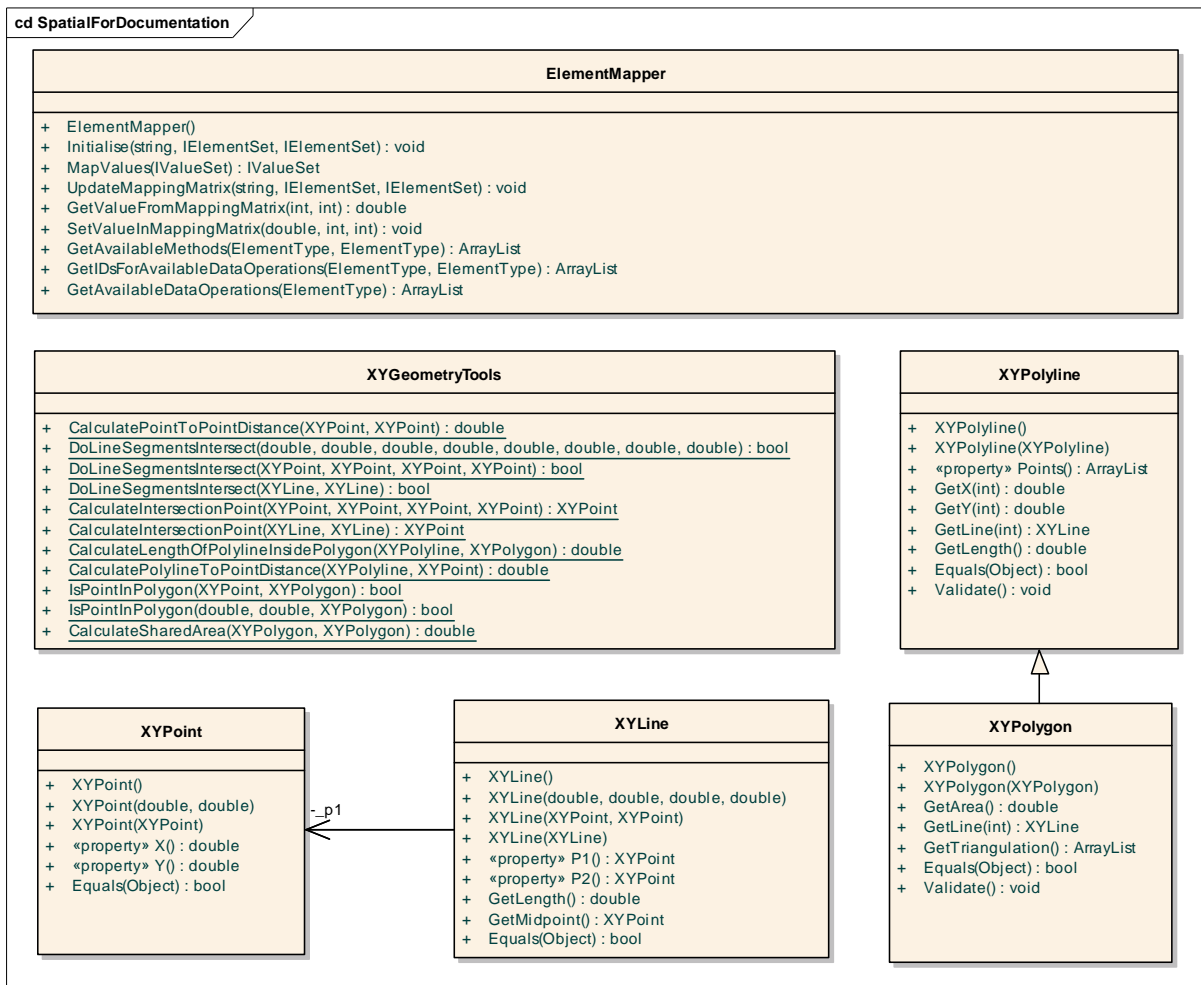 cd SpatialForDocumentation
ElementMapper
+ ElementMapper()
+ Initialise(string, IElementSet, IElementSet) : void
+ MapValues(IValueSet) : IValueSet
+ UpdateMappingMatrix(string, IElementSet, IElementSet) : void
+ GetValueFromMappingMatrix(int, int) : double
+ SetValueInMappingMatrix(double, int, int) : void
+ GetAvailableMethods(ElementType, ElementType) : ArrayList
+ GetIDsForAvailableDataOperations(ElementType, ElementType) : ArrayList
+ GetAvailableDataOperations(ElementType) : ArrayList
XYGeometryTools
+ CalculatePointToPointDistance(XYPoint, XYPoint) : double
+ DoLineSegmentsIntersect(double, double, double, double, double, double, double, double) : bool
+ DoLineSegmentsIntersect(XYPoint, XYPoint, XYPoint, XYPoint) : bool
+ DoLineSegmentsIntersect(XYLine, XYLine) : bool
+ CalculateIntersectionPoint(XYPoint, XYPoint, XYPoint, XYPoint) : XYPoint
+ CalculateIntersectionPoint(XYLine, XYLine) : XYPoint
+ CalculateLengthOfPolylineInsidePolygon(XYPolyline, XYPolygon) : double
+ CalculatePolylineToPointDistance(XYPolyline, XYPoint) : double
+ IsPointInPolygon(XYPoint, XYPolygon) : bool
+ IsPointInPolygon(double, double, XYPolygon) : bool
+ CalculateSharedArea(XYPolygon, XYPolygon) : double
XYPolyline
+ XYPolyline()
+ XYPolyline(XYPolyline)
+ «property» Points() : ArrayList
+ GetX(int) : double
+ GetY(int) : double
+ GetLine(int) : XYLine
+ GetLength() : double
+ Equals(Object) : bool
+ Validate() : void
XYPoint
+ XYPoint()
+ XYPoint(double, double)
+ XYPoint(XYPoint)
+ «property» X() : double
+ «property» Y() : double
+ Equals(Object) : bool
-_p1
XYLine
+ XYLine()
+ XYLine(double, double, double, double)
+ XYLine(XYPoint, XYPoint)
+ XYLine(XYLine)
+ «property» P1() : XYPoint
+ «property» P2() : XYPoint
+ GetLength() : double
+ GetMidpoint() : XYPoint
+ Equals(Object) : bool
XYPolygon
+ XYPolygon()
+ XYPolygon(XYPolygon)
+ GetArea() : double
+ GetLine(int) : XYLine
+ GetTriangulation() : ArrayList
+ Equals(Object) : bool
+ Validate() : void